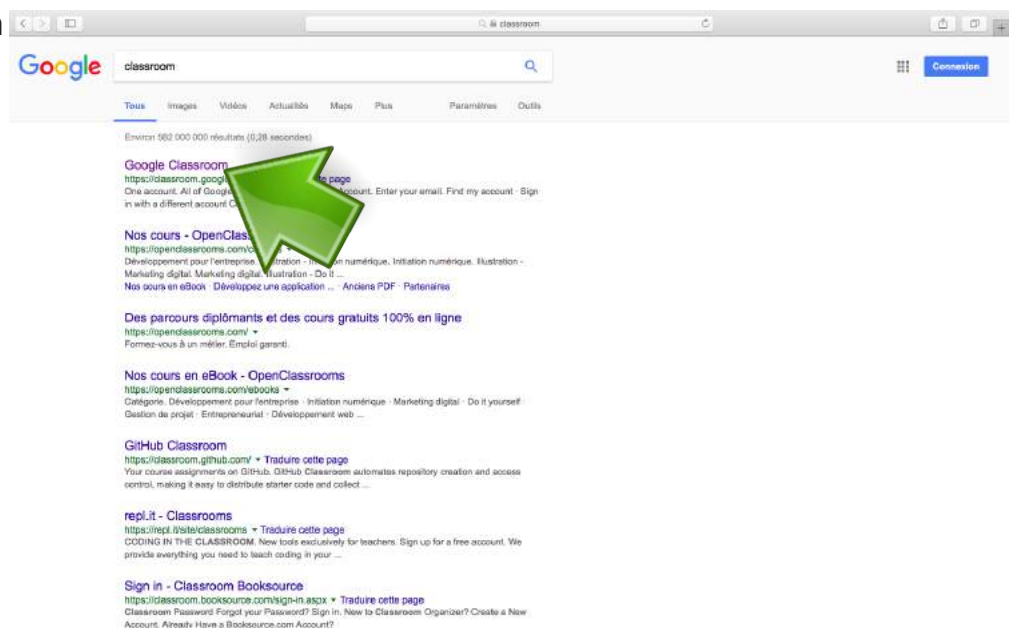 classroom
Google
classroom
Connexion
Tous Images Vidéos Actualités Maps Plus Paramètres Outils
Environ 582 000 000 résultats (0,28 secondes)
Google Classroom
https://classroom.google page
One account. All of Google Account. Enter your email. Find my account · Sign
in with a different account
Nos cours - OpenClas
https://openclassrooms.com/c
Développement pour l'entreprise. Illustration - numérique. Initiation numérique. Illustration -
Marketing digital. Marketing digital. Illustration - Do it ...
Nos cours en eBook · Développez une application ... · Anciens PDF · Partenaires
Des parcours diplômants et des cours gratuits 100% en ligne
https://openclassrooms.com/
Formez-vous à un métier. Emploi garanti.
Nos cours en eBook - OpenClassrooms
https://openclassrooms.com/ebooks
Catégorie. Développement pour l'entreprise · Initiation numérique · Marketing digital · Do it yourself ·
Gestion de projet · Entrepreneuriat · Développement web ...
GitHub Classroom
https://classroom.github.com/ Traduire cette page
Your course assignments on GitHub. GitHub Classroom automates repository creation and access
control, making it easy to distribute starter code and collect ...
repl.it - Classrooms
https://repl.it/site/classrooms Traduire cette page
CODING IN THE CLASSROOM. New tools exclusively for teachers. Sign up for a free account. We
provide everything you need to teach coding in your ...
Sign in - Classroom Booksource
https://classroom.booksource.com/sign-in.aspx Traduire cette page
Classroom Password Forgot your Password? Sign in. New to Classroom Organizer? Create a New
Account. Already Have a Booksource.com Account?